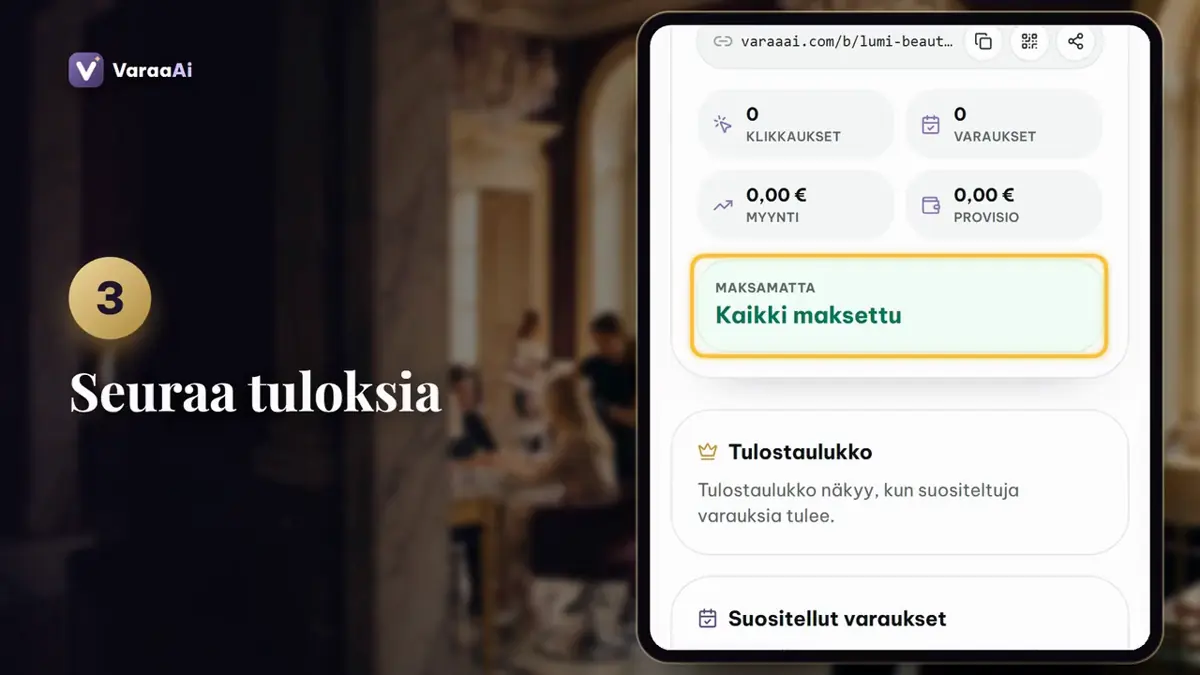 VaraaAi
3
Seuraa tuloksia
varaaai.com/b/lumi-beaut…
0
KLIKKAUKSET
0
VARAUKSET
0,00 €
MYYNTI
0,00 €
PROVISIO
MAKSAMATTA
Kaikki maksettu
Tulostaulukko
Tulostaulukko näkyy, kun suositeltuja
varauksia tulee.
Suositellut varaukset